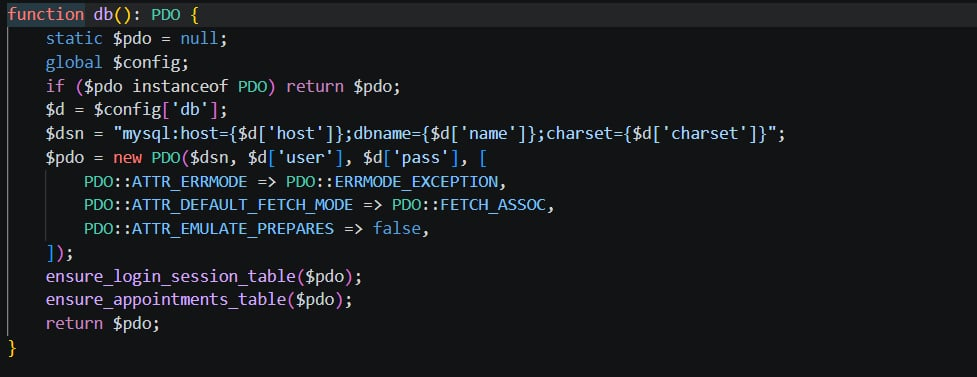 function db(): PDO {
    static $pdo = null;
    global $config;
    if ($pdo instanceof PDO) return $pdo;
    $d = $config['db'];
    $dsn = "mysql:host={$d['host']};dbname={$d['name']};charset={$d['charset']}";
    $pdo = new PDO($dsn, $d['user'], $d['pass'], [
        PDO::ATTR_ERRMODE => PDO::ERRMODE_EXCEPTION,
        PDO::ATTR_DEFAULT_FETCH_MODE => PDO::FETCH_ASSOC,
        PDO::ATTR_EMULATE_PREPARES => false,
    ]);
    ensure_login_session_table($pdo);
    ensure_appointments_table($pdo);
    return $pdo;
}